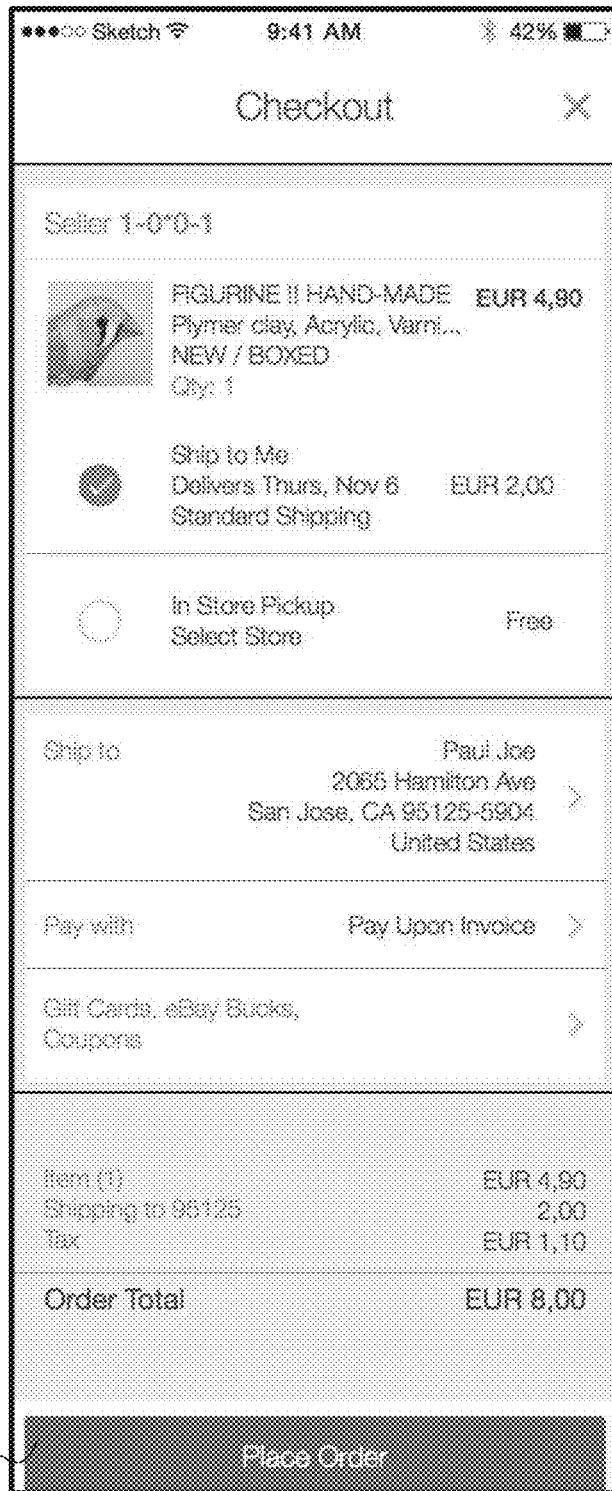 Sketch 9:41 AM 42%
Checkout
Seller 1-0*0-1
FIGURINE II HAND-MADE EUR 4,90
Plymer clay, Acrylic, Varni...
NEW / BOXED
Qty: 1
Ship to Me
Delivers Thurs, Nov 6 EUR 2,00
Standard Shipping
In Store Pickup
Select Store Free
Ship to Paul Joe
2065 Hamilton Ave
San Jose, CA 95125-5904
United States
Pay with Pay Upon Invoice
Gift Cards, eBay Bucks,
Coupons
Item (1) EUR 4,90
Shipping to 95125 2,00
Tax EUR 1,10
Order Total EUR 8,00
Place Order